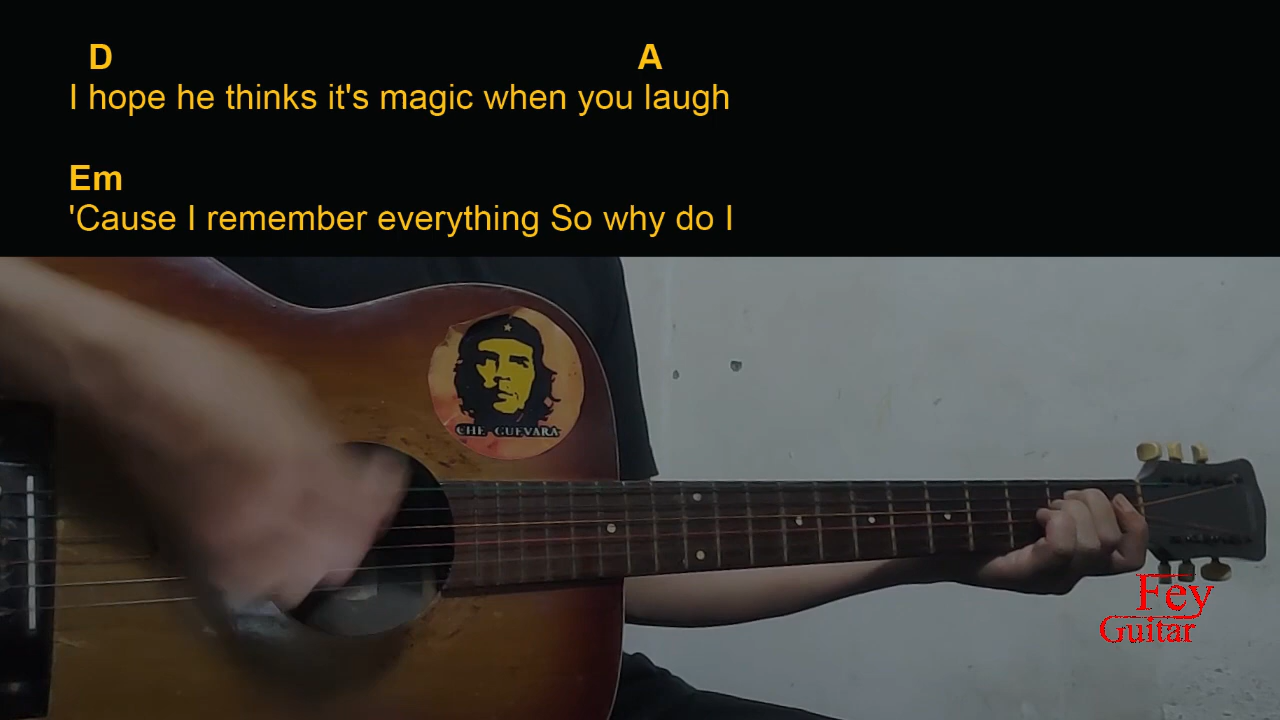 D A
I hope he thinks it's magic when you laugh
Em
'Cause I remember everything So why do I
CHE GUEVARA
Fey
Guitar